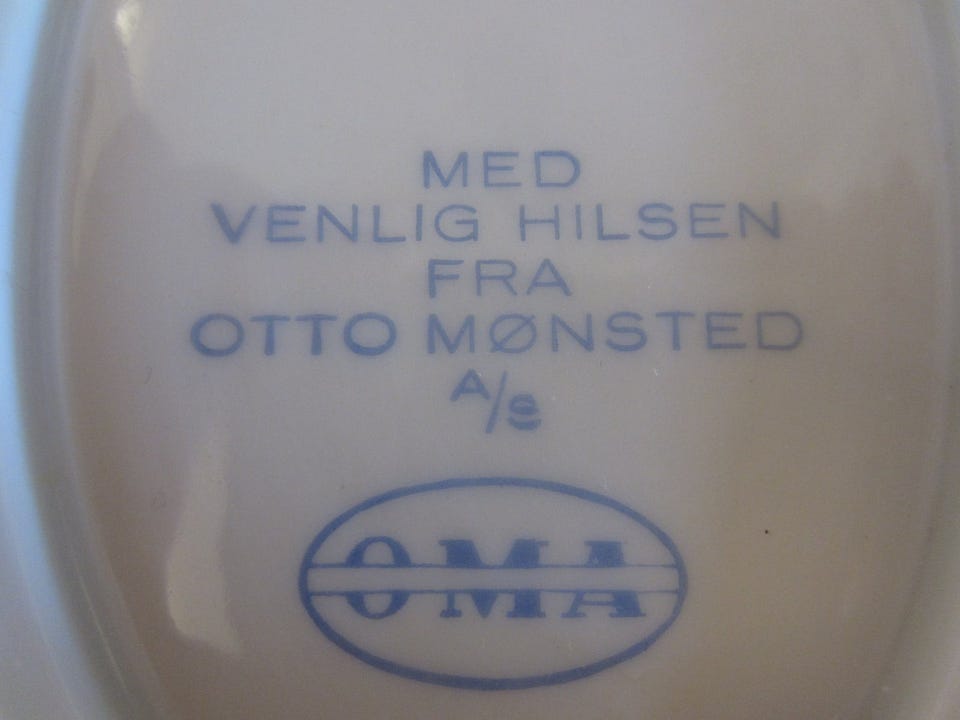 MED
VENLIG HILSEN
FRA
OTTO MØNSTED
A/S
OMA